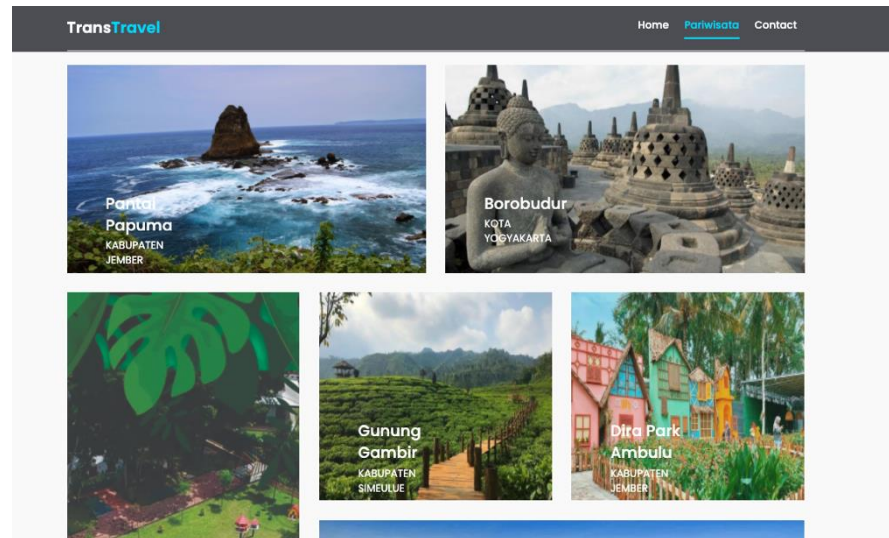 TransTravel
Home Pariwisata Contact
Pantai
Papuma
KABUPATEN
JEMBER
Borobudur
KOTA
YOGYAKARTA
Gunung
Gambir
KABUPATEN
SIMEULUE
Dira Park
Ambulu
KABUPATEN
JEMBER